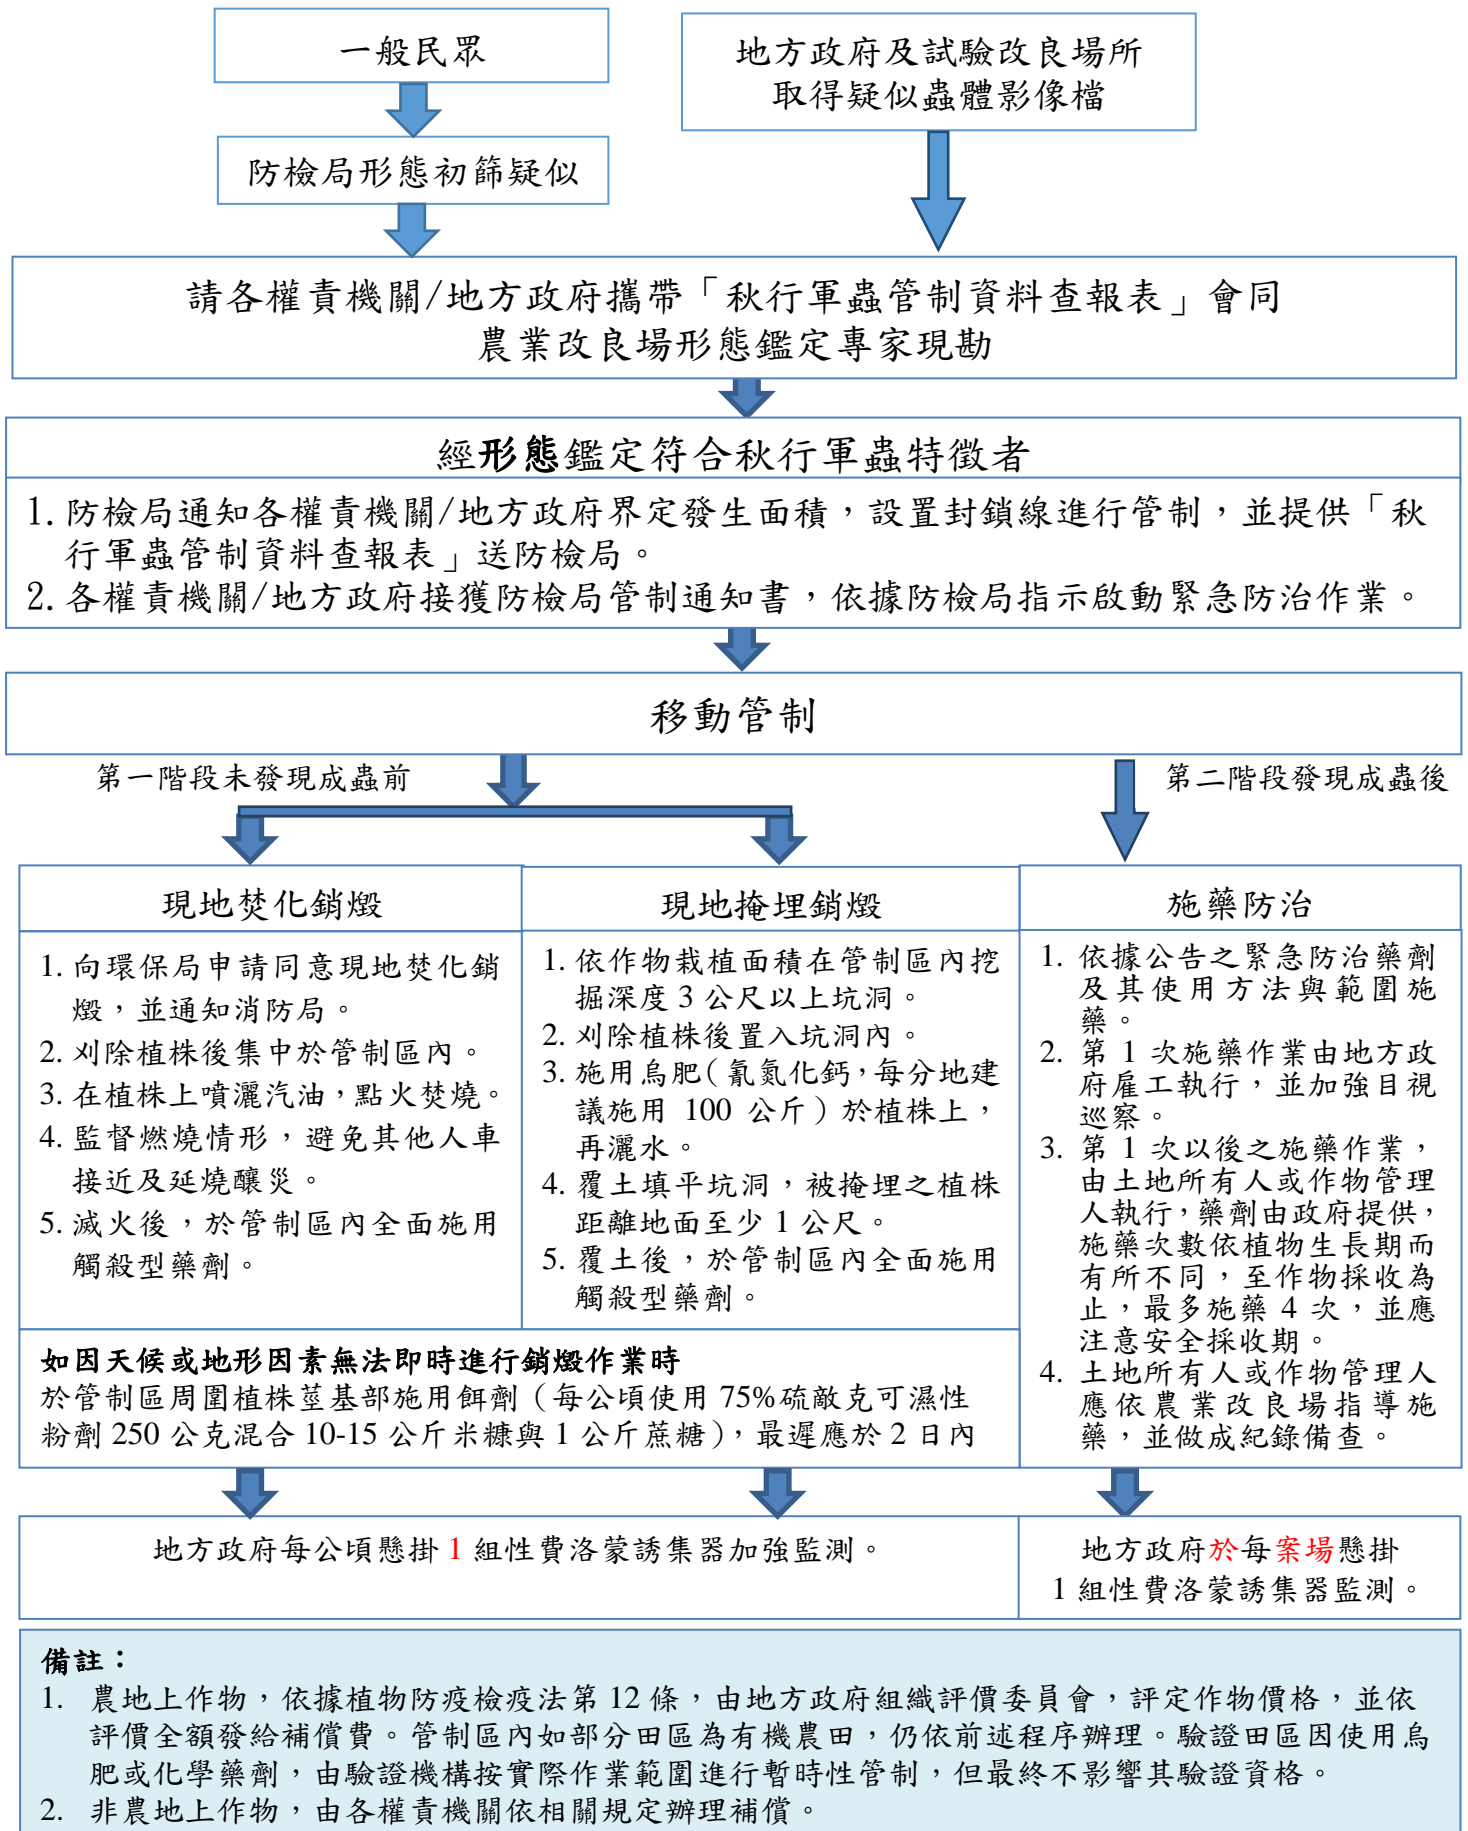 一般民眾
地方政府及試驗改良場所
取得疑似蟲體影像檔
防檢局形態初篩疑似
請各權責機關/地方政府攜帶「秋行軍蟲管制資料查報表」會同
農業改良場形態鑑定專家現勘
經形態鑑定符合秋行軍蟲特徵者
1. 防檢局通知各權責機關/地方政府界定發生面積，設置封鎖線進行管制，並提供「秋
行軍蟲管制資料查報表」送防檢局。
2. 各權責機關/地方政府接獲防檢局管制通知書，依據防檢局指示啟動緊急防治作業。
移動管制
第一階段未發現成蟲前
第二階段發現成蟲後
現地焚化銷燬
1. 向環保局申請同意現地焚化銷
燬，並通知消防局。
2. 刈除植株後集中於管制區內。
3. 在植株上噴灑汽油，點火焚燒。
4. 監督燃燒情形，避免其他人車
接近及延燒釀災。
5. 滅火後，於管制區內全面施用
觸殺型藥劑。
現地掩埋銷燬
1. 依作物栽植面積在管制區內挖
掘深度 3 公尺以上坑洞。
2. 刈除植株後置入坑洞內。
3. 施用烏肥（氰氮化鈣，每分地建
議施用 100 公斤）於植株上，
再灑水。
4. 覆土填平坑洞，被掩埋之植株
距離地面至少 1 公尺。
5. 覆土後，於管制區內全面施用
觸殺型藥劑。
施藥防治
1. 依據公告之緊急防治藥劑
及其使用方法與範圍施
藥。
2. 第 1 次施藥作業由地方政
府雇工執行，並加強目視
巡察。
3. 第 1 次以後之施藥作業，
由土地所有人或作物管理
人執行，藥劑由政府提供，
施藥次數依植物生長期而
有所不同，至作物採收為
止，最多施藥 4 次，並應
注意安全採收期。
4. 土地所有人或作物管理人
應依農業改良場指導施
藥，並做成紀錄備查。
如因天候或地形因素無法即時進行銷燬作業時
於管制區周圍植株莖基部施用餌劑（每公頃使用 75%硫敵克可濕性
粉劑 250 公克混合 10-15 公斤米糠與 1 公斤蔗糖），最遲應於 2 日內
地方政府每公頃懸掛 1 組性費洛蒙誘集器加強監測。
地方政府於每案場懸掛
1 組性費洛蒙誘集器監測。
備註：
1. 農地上作物，依據植物防疫檢疫法第 12 條，由地方政府組織評價委員會，評定作物價格，並依
評價全額發給補償費。管制區內如部分田區為有機農田，仍依前述程序辦理。驗證田區因使用烏
肥或化學藥劑，由驗證機構按實際作業範圍進行暫時性管制，但最終不影響其驗證資格。
2. 非農地上作物，由各權責機關依相關規定辦理補償。